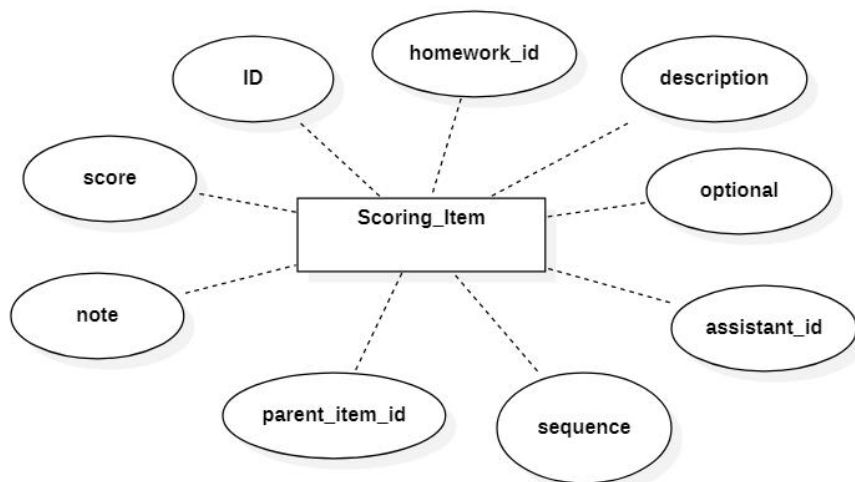 homework_id
ID
description
score
optional
Scoring_Item
note
assistant_id
parent_item_id
sequence